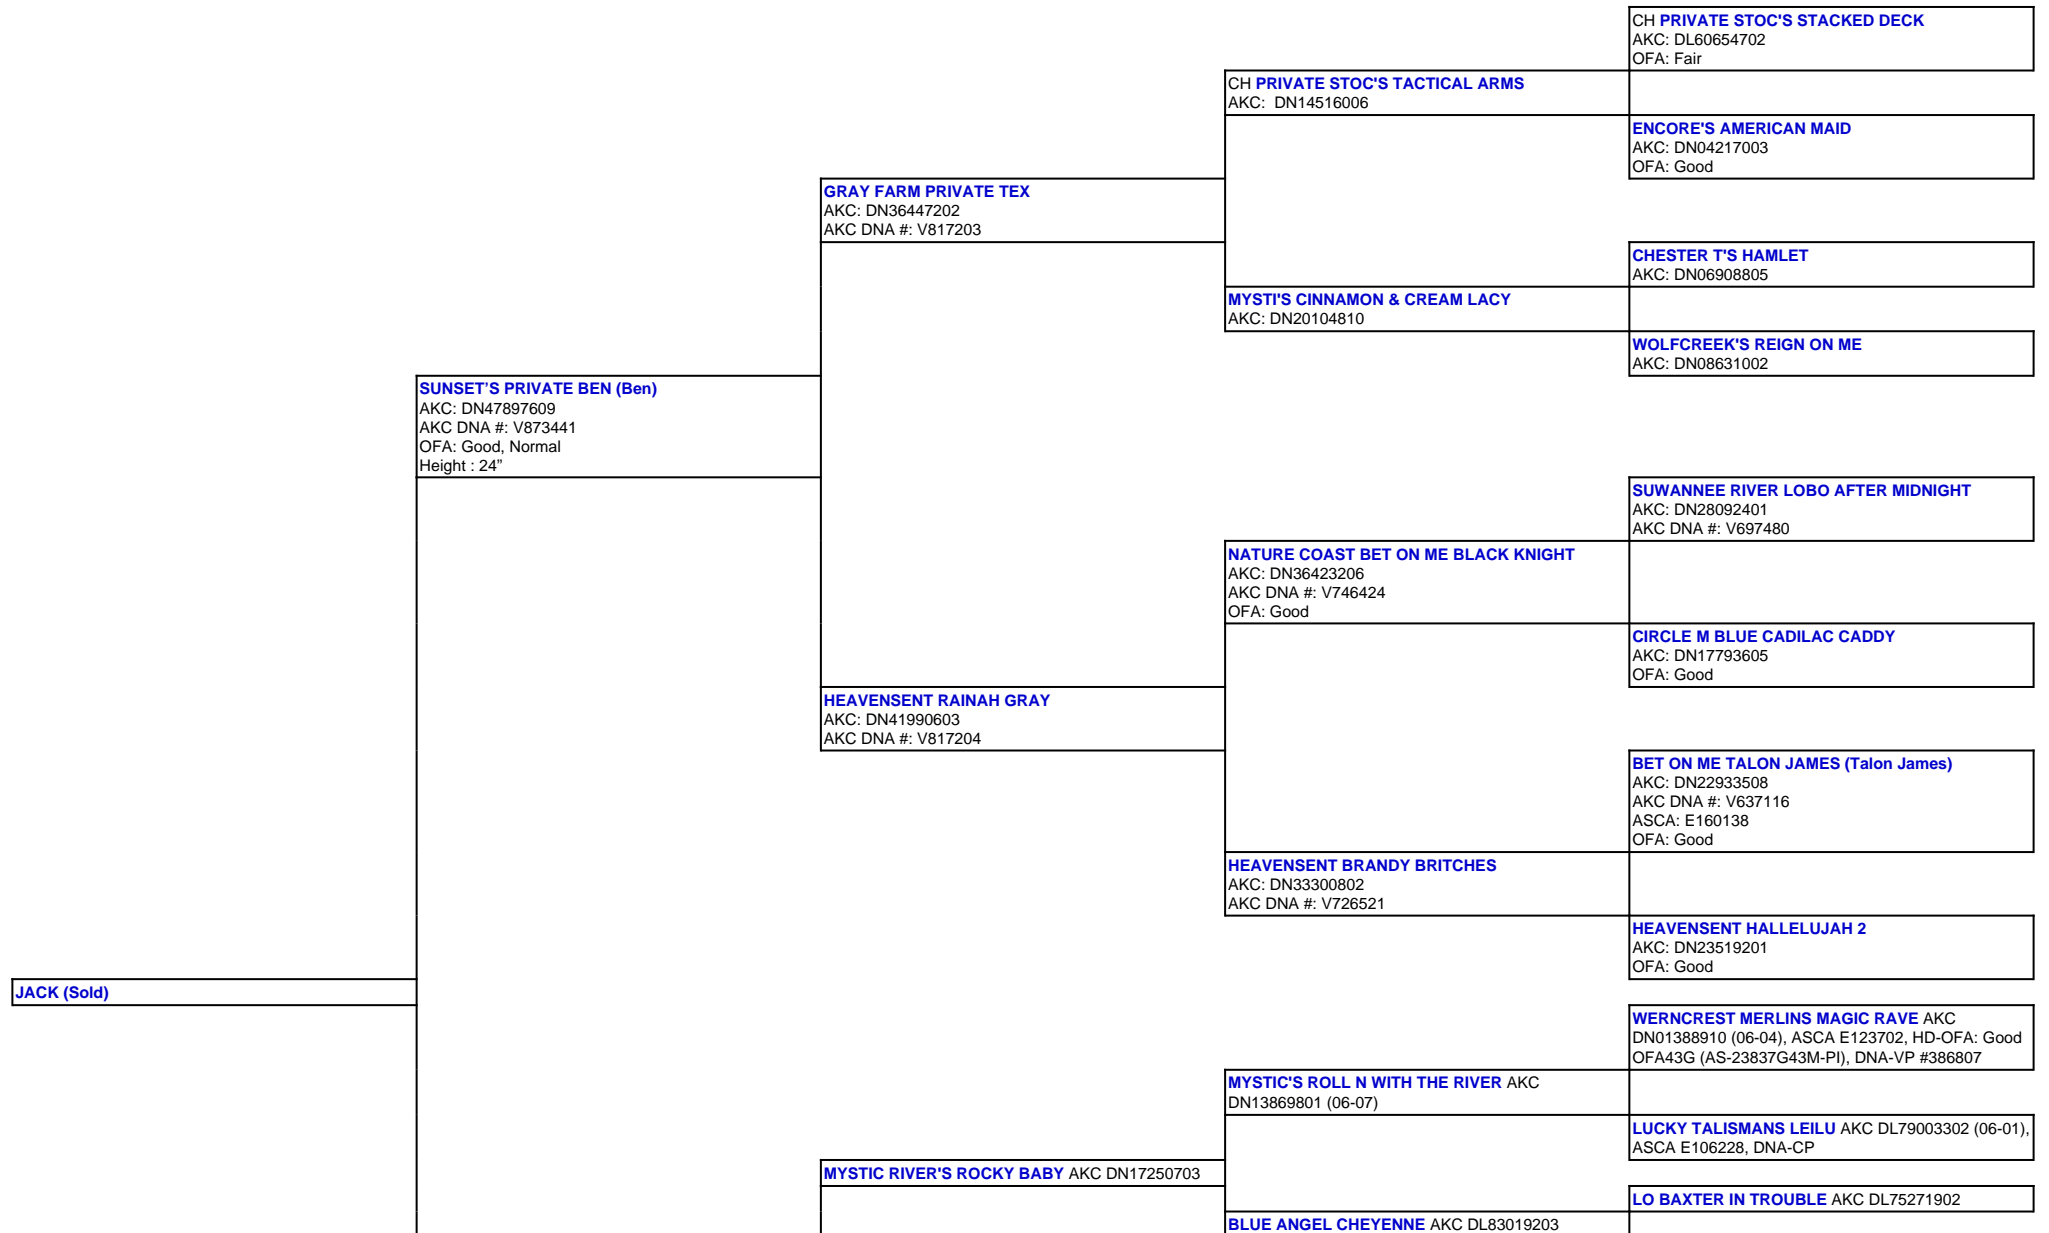 CH PRIVATE STOC'S STACKED DECK
AKC: DL60654702
OFA: Fair
CH PRIVATE STOC'S TACTICAL ARMS
AKC:  DN14516006
ENCORE'S AMERICAN MAID
AKC: DN04217003
OFA: Good
GRAY FARM PRIVATE TEX
AKC: DN36447202
AKC DNA #: V817203
CHESTER T'S HAMLET
AKC: DN06908805
MYSTI'S CINNAMON & CREAM LACY
AKC: DN20104810
WOLFCREEK'S REIGN ON ME
AKC: DN08631002
SUNSET’S PRIVATE BEN (Ben)
AKC: DN47897609
AKC DNA #: V873441
OFA: Good, Normal
Height : 24”
SUWANNEE RIVER LOBO AFTER MIDNIGHT
AKC: DN28092401
AKC DNA #: V697480
NATURE COAST BET ON ME BLACK KNIGHT
AKC: DN36423206
AKC DNA #: V746424
OFA: Good
CIRCLE M BLUE CADILAC CADDY
AKC: DN17793605
OFA: Good
HEAVENSENT RAINAH GRAY
AKC: DN41990603
AKC DNA #: V817204
BET ON ME TALON JAMES (Talon James)
AKC: DN22933508
AKC DNA #: V637116
ASCA: E160138
OFA: Good
HEAVENSENT BRANDY BRITCHES
AKC: DN33300802
AKC DNA #: V726521
HEAVENSENT HALLELUJAH 2
AKC: DN23519201
OFA: Good
JACK (Sold)
WERNCREST MERLINS MAGIC RAVE AKC
DN01388910 (06-04), ASCA E123702, HD-OFA: Good
OFA43G (AS-23837G43M-PI), DNA-VP #386807
MYSTIC'S ROLL N WITH THE RIVER AKC
DN13869801 (06-07)
LUCKY TALISMANS LEILU AKC DL79003302 (06-01),
ASCA E106228, DNA-CP
MYSTIC RIVER'S ROCKY BABY AKC DN17250703
LO BAXTER IN TROUBLE AKC DL75271902
BLUE ANGEL CHEYENNE AKC DL83019203